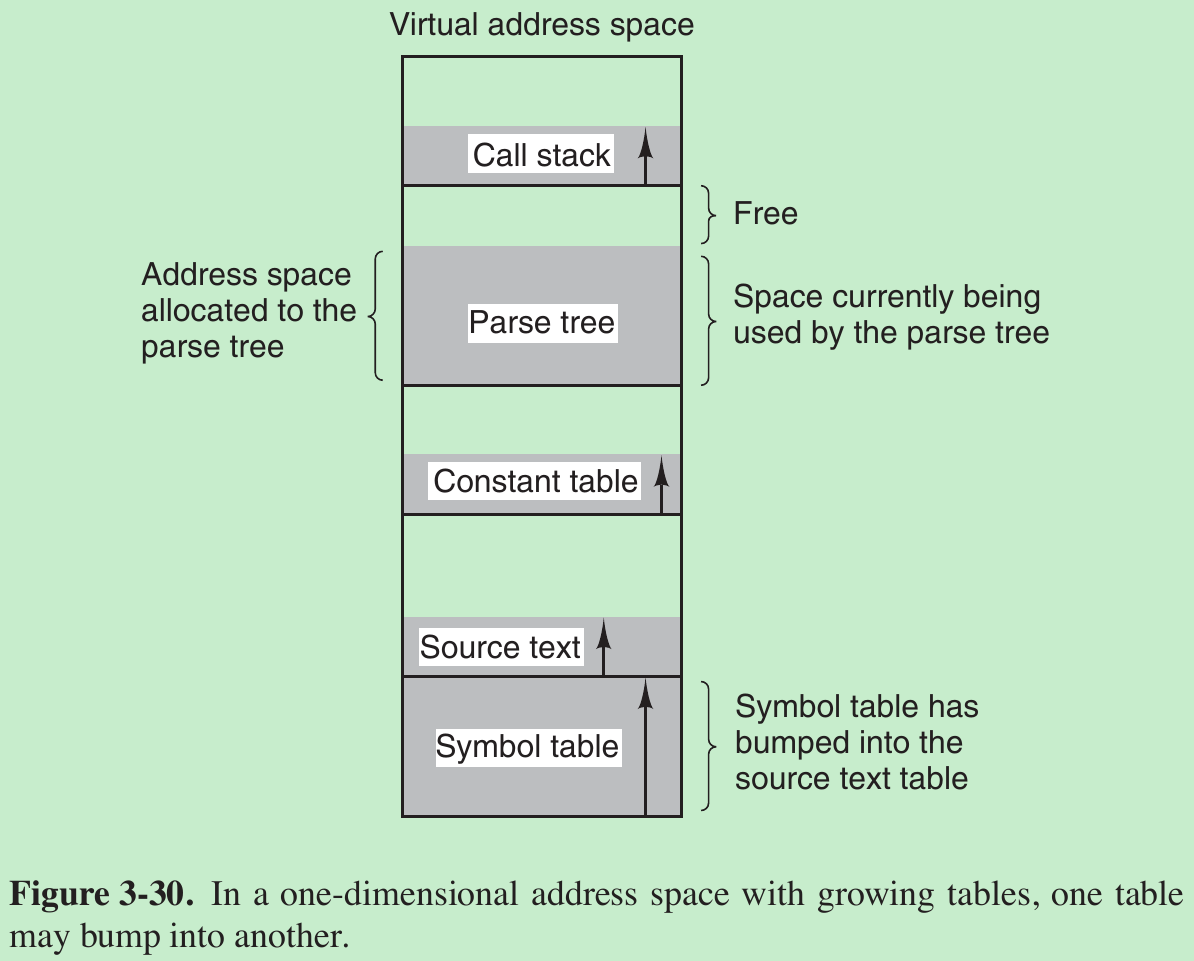 Virtual address space
Call stack
Free
Address space
allocated to the
parse tree
Parse tree
Space currently being
used by the parse tree
Constant table
Source text
Symbol table
Symbol table has
bumped into the
source text table
Figure 3-30. In a one-dimensional address space with growing tables, one table
may bump into another.